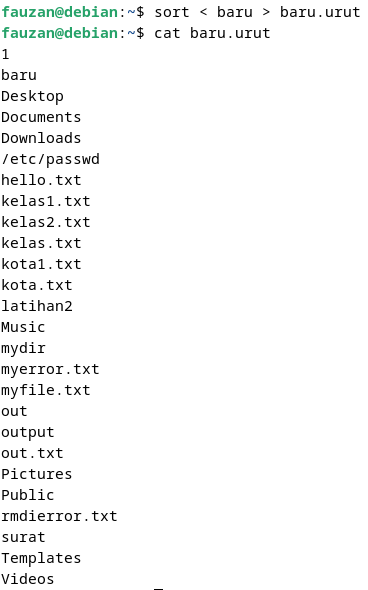 fauzan@debian:~$ sort < baru > baru.urut
fauzan@debian:~$ cat baru.urut
1
baru
Desktop
Documents
Downloads
/etc/passwd
hello.txt
kelas1.txt
kelas2.txt
kelas.txt
kota1.txt
kota.txt
latihan2
Music
mydir
myerror.txt
myfile.txt
out
output
out.txt
Pictures
Public
rmdierror.txt
surat
Templates
Videos